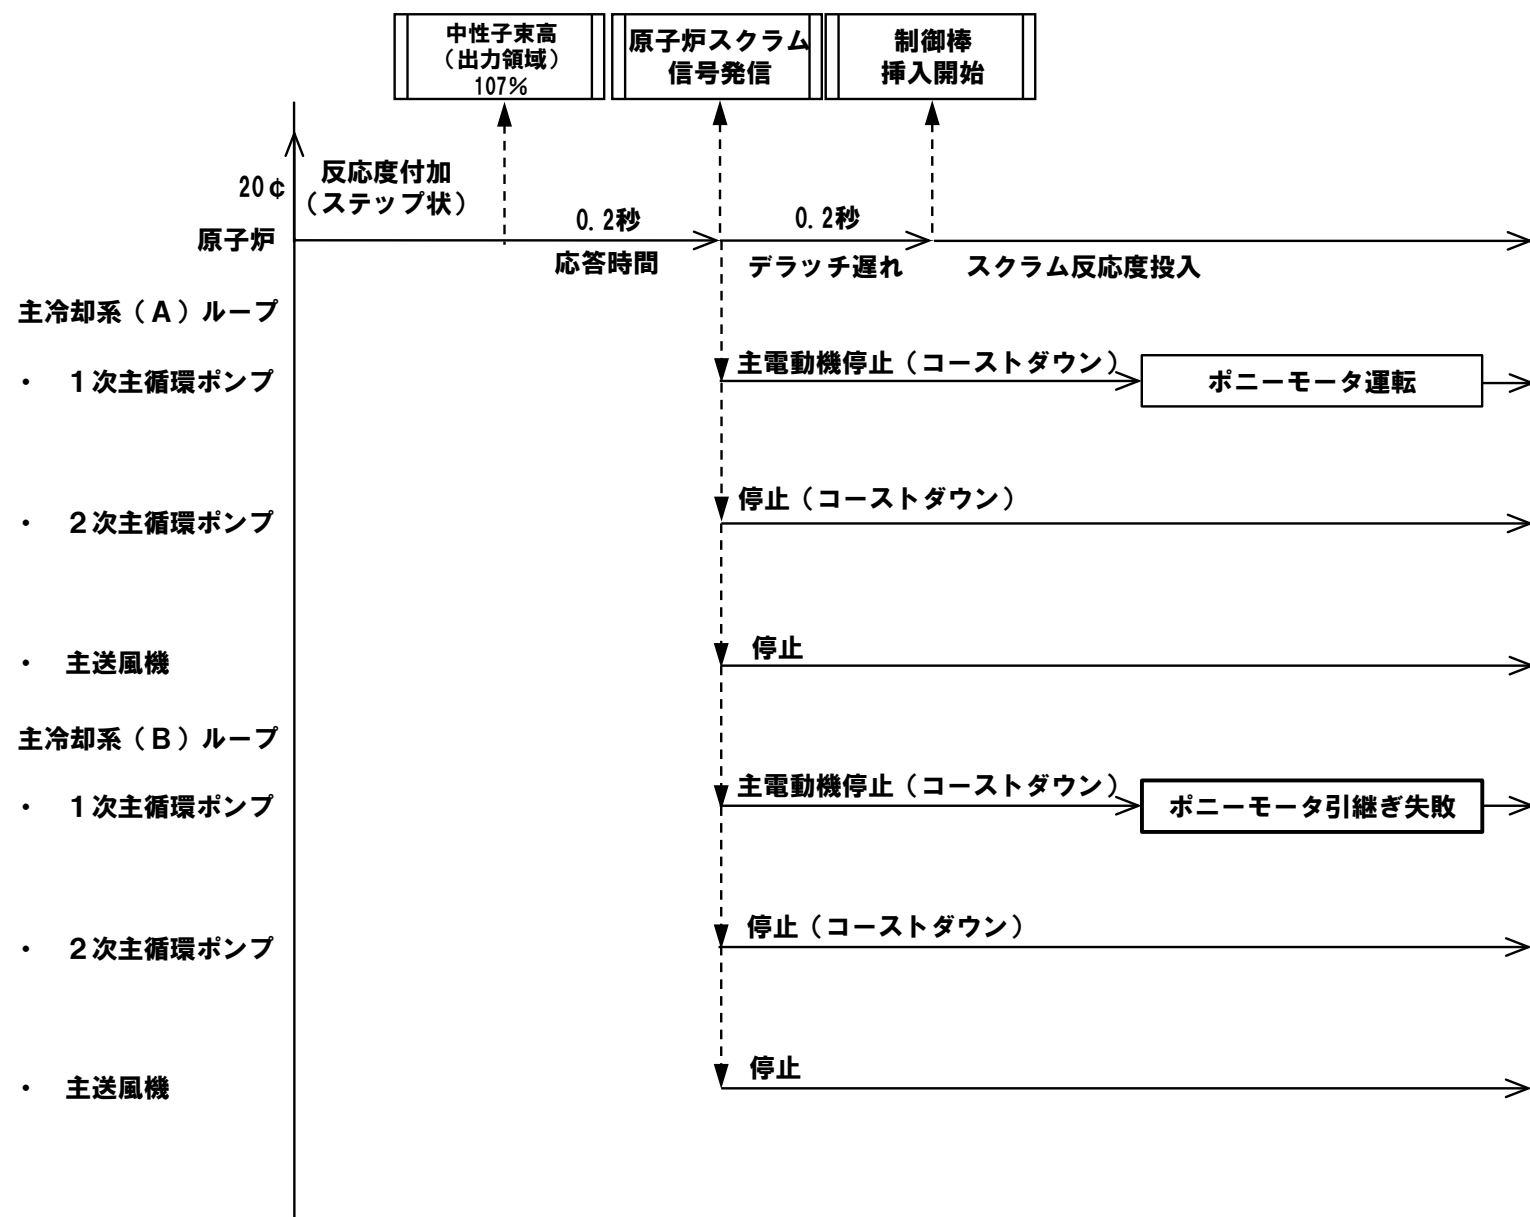 中性子束高
（出力領域）
107%
原子炉スクラム
信号発信
制御棒
挿入開始
20¢
反応度付加
（ステップ状）
0.2秒
0.2秒
原子炉
応答時間
デラッチ遅れ
スクラム反応度投入
主冷却系（Ａ）ループ
主電動機停止（コーストダウン）
・ １次主循環ポンプ
ポニーモータ運転
停止（コーストダウン）
・ ２次主循環ポンプ
停止
・ 主送風機
主冷却系（Ｂ）ループ
主電動機停止（コーストダウン）
・ １次主循環ポンプ
ポニーモータ引継ぎ失敗
停止（コーストダウン）
・ ２次主循環ポンプ
停止
・ 主送風機